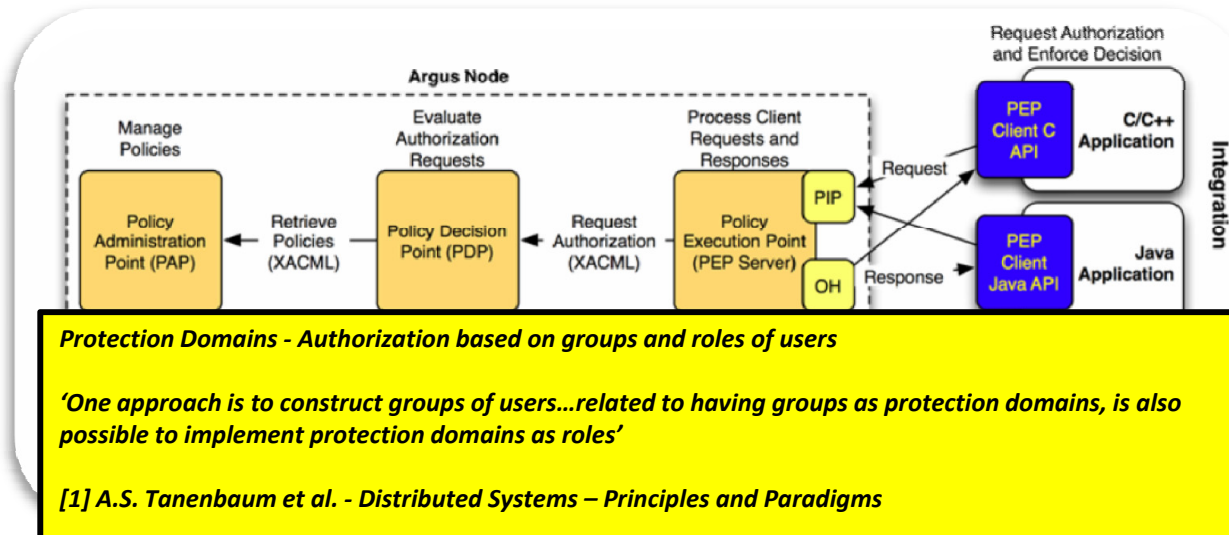 Request Authorization
and Enforce Decision
Argus Node
Manage
Policies
Evaluate
Authorization
Requests
Process Client
Requests and
Responses
PEP
Client C
API
C/C++
Application
Integration
Policy
Administration
Point (PAP)
Retrieve
Policies
(XACML)
Policy Decision
Point (PDP)
Request
Authorization
(XACML)
Policy
Execution Point
(PEP Server)
PIP
OH
Request
Response
PEP
Client
Java API
Java
Application
Protection Domains - Authorization based on groups and roles of users
‘One approach is to construct groups of users…related to having groups as protection domains, is also
possible to implement protection domains as roles’
[1] A.S. Tanenbaum et al. - Distributed Systems – Principles and Paradigms